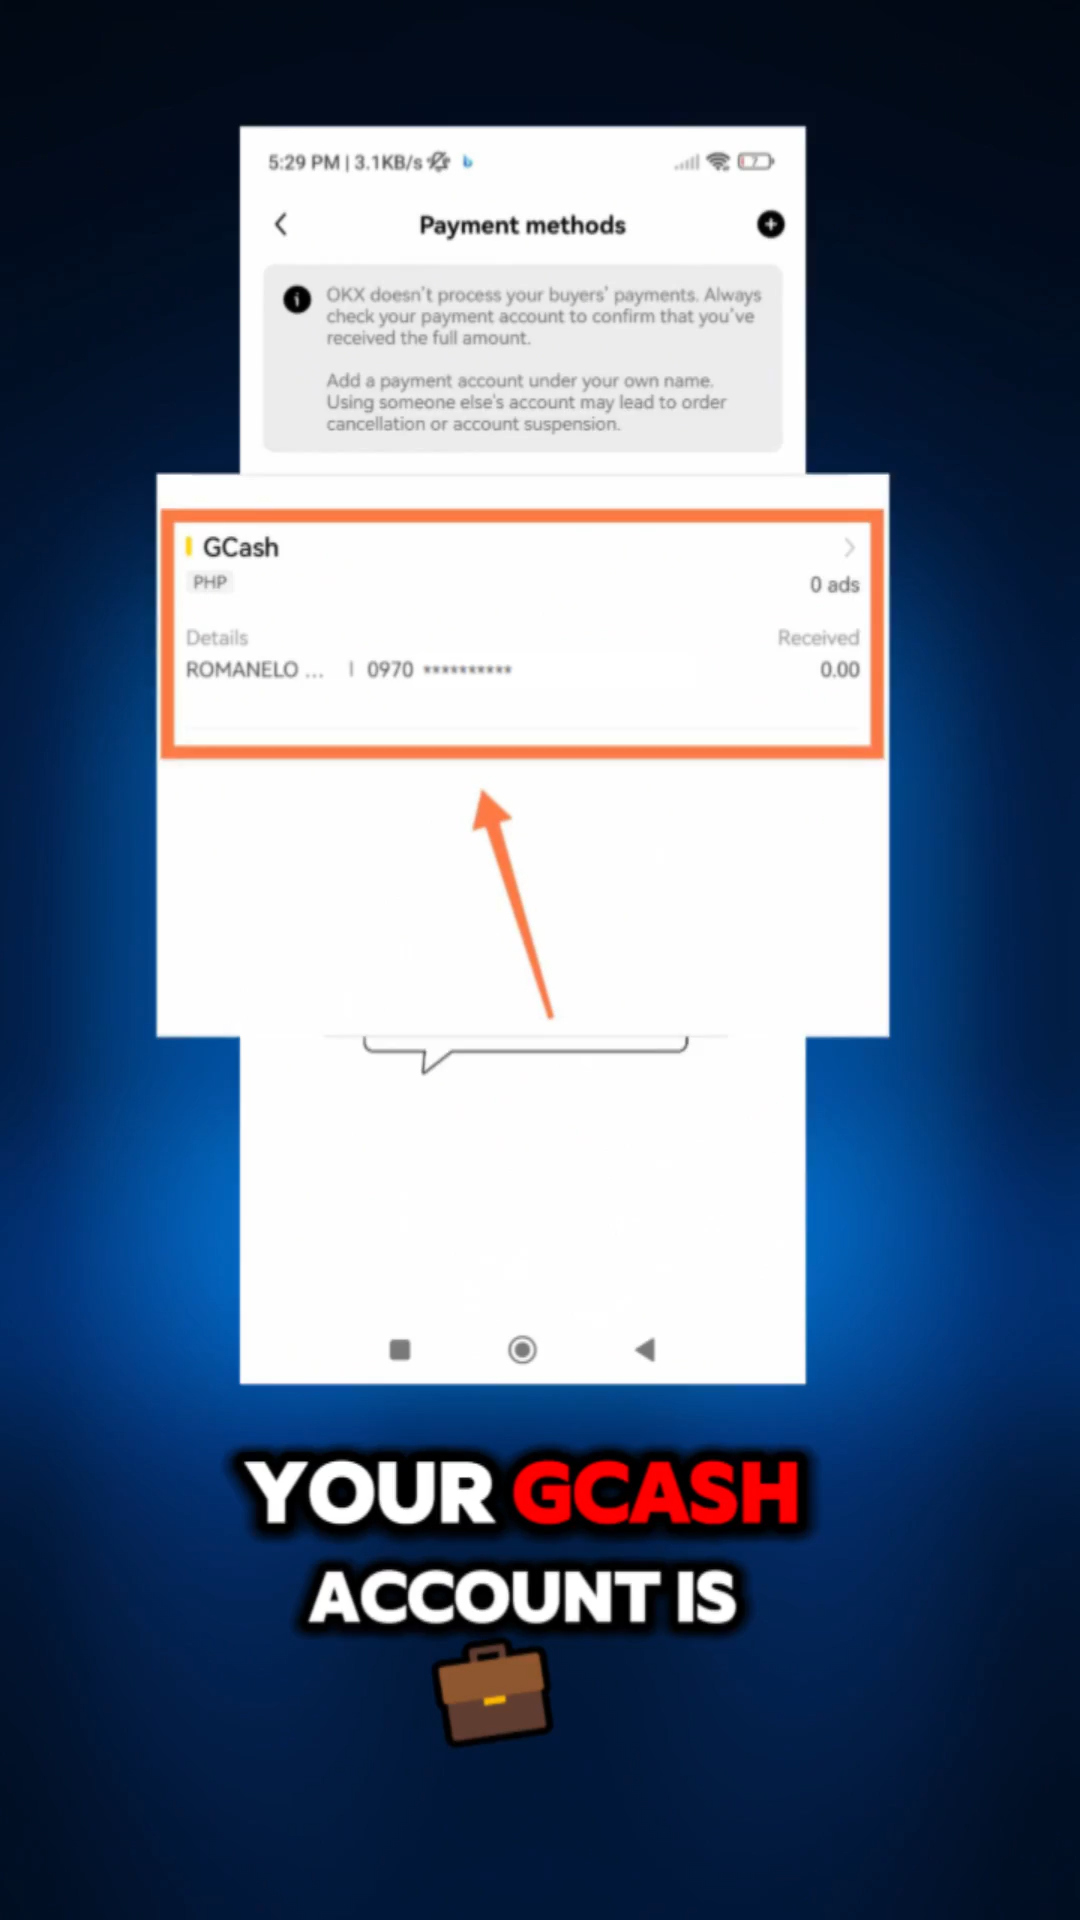 5:29 PM | 3.1KB/s
7
Payment methods
OKX doesn't process your buyers' payments. Always
check your payment account to confirm that you've
received the full amount.
Add a payment account under your own name.
Using someone else's account may lead to order
cancellation or account suspension.
GCash
PHP
0 ads
Details
Received
ROMANELO ... | 0970 **********
0.00
YOUR GCASH
ACCOUNT IS